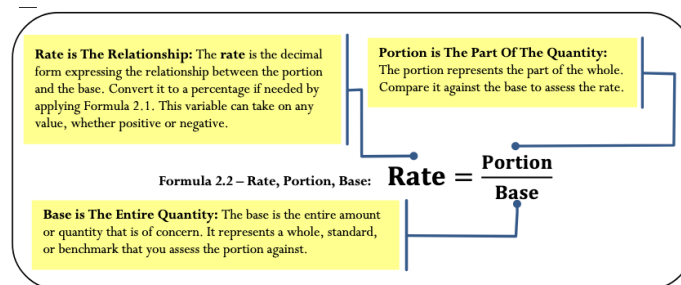 Rate is The Relationship: The rate is the decimal
form expressing the relationship between the portion
and the base. Convert it to a percentage if needed by
applying Formula 2.1. This variable can take on any
value, whether positive or negative.
Portion is The Part Of The Quantity:
The portion represents the part of the whole.
Compare it against the base to assess the rate.
Formula 2.2 – Rate, Portion, Base: Rate = Portion
Base
Base is The Entire Quantity: The base is the entire amount
or quantity that is of concern. It represents a whole, standard,
or benchmark that you assess the portion against.